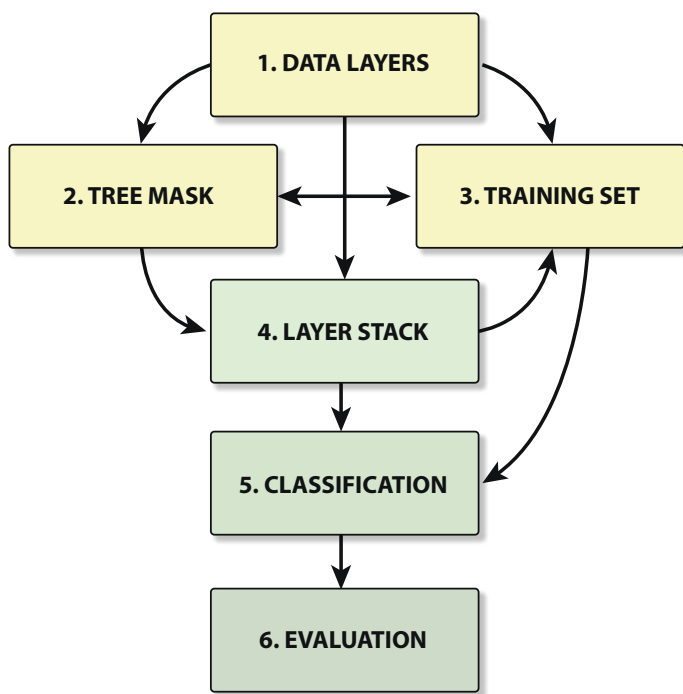 1. DATA LAYERS
2. TREE MASK
3. TRAINING SET
4. LAYER STACK
5. CLASSIFICATION
6. EVALUATION